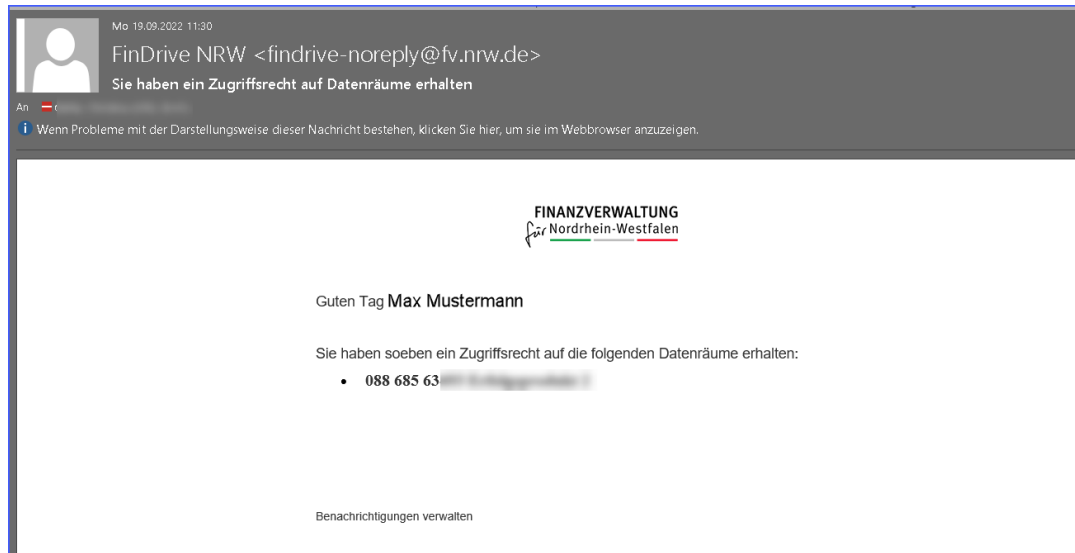 Mo 19.09.2022 11:30
FinDrive NRW <findrive-noreply@fv.nrw.de>
Sie haben ein Zugriffsrecht auf Datenräume erhalten
An
Wenn Probleme mit der Darstellungsweise dieser Nachricht bestehen, klicken Sie hier, um sie im Webbrowser anzuzeigen.
FINANZVERWALTUNG
für Nordrhein-Westfalen
Guten Tag Max Mustermann
Sie haben soeben ein Zugriffsrecht auf die folgenden Datenräume erhalten:
• 088 685 63
Benachrichtigungen verwalten